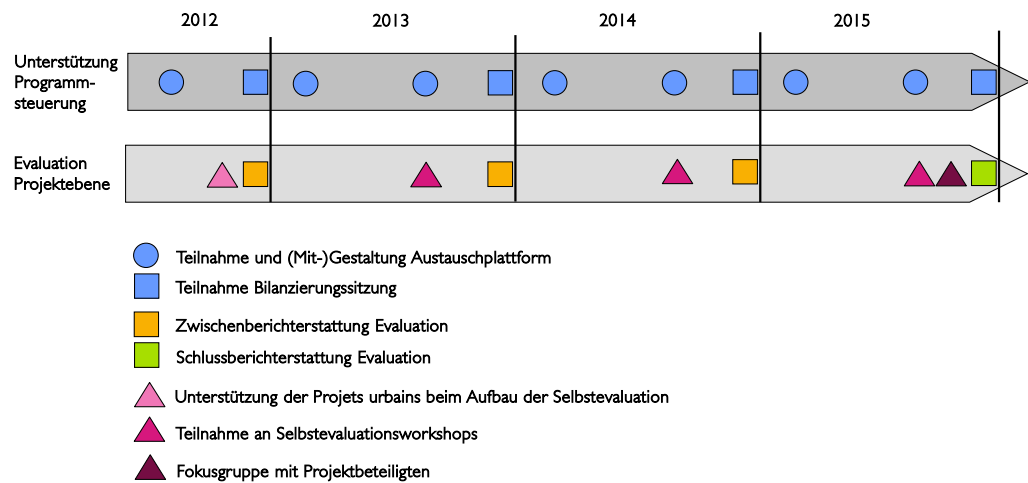 2012 2013 2014 2015
Unterstützung
Programm-
steuerung
Evaluation
Projektebene
Teilnahme und (Mit-)Gestaltung Austauschplattform
Teilnahme Bilanzierungssitzung
Zwischenberichterstattung Evaluation
Schlussberichterstattung Evaluation
Unterstützung der Projets urbains beim Aufbau der Selbstevaluation
Teilnahme an Selbstevaluationsworkshops
Fokusgruppe mit Projektbeteiligten